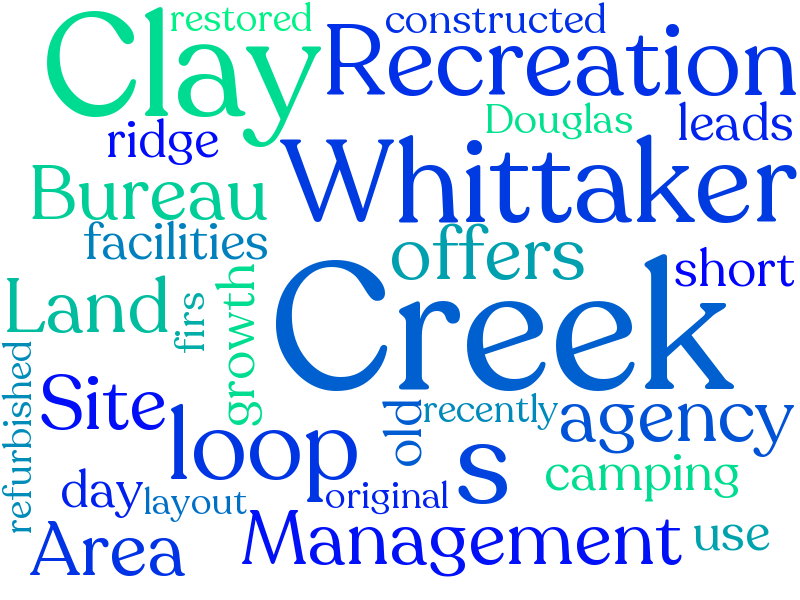 Clay
restored
constructed
Recreation
Douglas
leads
ridge
Whittaker
Bureau
facilities
offers
short
Creek
Land
firs
growth
refurbished
Site
old
recently
agency
loop
s
camping
day
layout
original
Area
Management
use